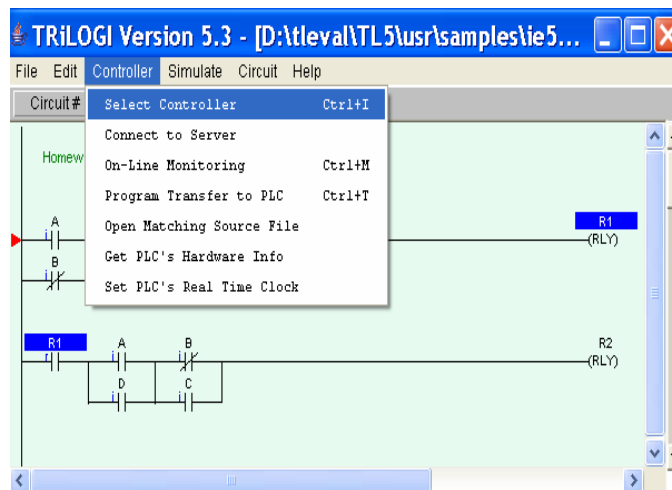 TRiLOGI Version 5.3 - [D:\tleval\TL5\usr\samples\ie5...
File Edit Controller Simulate Circuit Help
Circuit #
Select Controller Ctrl+I
Connect to Server
On-Line Monitoring Ctrl+M
Program Transfer to PLC Ctrl+T
Open Matching Source File
Get PLC's Hardware Info
Set PLC's Real Time Clock
Homew
A R1
i (RLY)
B
i
R1 A B R2
r i i (RLY)
D C
i i